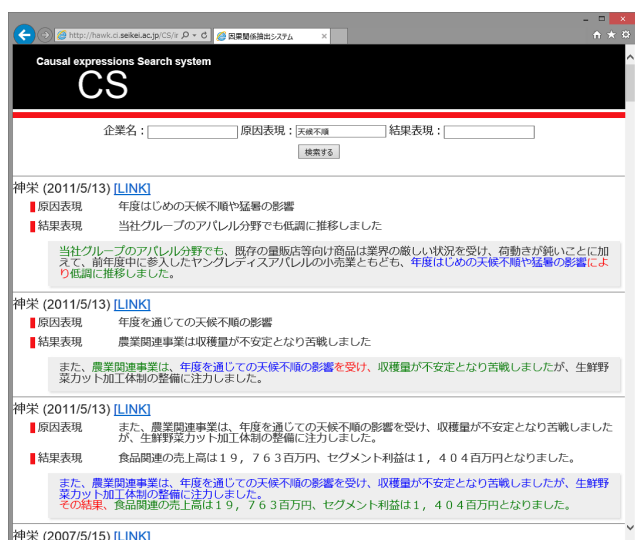 http://hawk.ci.seikei.ac.jp/CS/ir
因果関係抽出システム
Causal expressions Search system
CS
企業名： 原因表現：天候不順 結果表現：
検索する
神栄 (2011/5/13) [LINK]
原因表現 年度はじめの天候不順や猛暑の影響
結果表現 当社グループのアパレル分野でも低調に推移しました
当社グループのアパレル分野でも、既存の量販店等向け商品は業界の厳しい状況を受け、荷動きが鈍いことに加
えて、前年度中に参入したヤングレディスアパレルの小売業ともども、年度はじめの天候不順や猛暑の影響によ
り低調に推移しました。
神栄 (2011/5/13) [LINK]
原因表現 年度を通じての天候不順の影響
結果表現 農業関連事業は収穫量が不安定となり苦戦しました
また、農業関連事業は、年度を通じての天候不順の影響を受け、収穫量が不安定となり苦戦しましたが、生鮮野
菜カット加工体制の整備に注力しました。
神栄 (2011/5/13) [LINK]
原因表現 また、農業関連事業は、年度を通じての天候不順の影響を受け、収穫量が不安定となり苦戦しました
が、生鮮野菜カット加工体制の整備に注力しました。
結果表現 食品関連の売上高は１９，７６３百万円、セグメント利益は１，４０４百万円となりました。
また、農業関連事業は、年度を通じての天候不順の影響を受け、収穫量が不安定となり苦戦しましたが、生鮮野
菜カット加工体制の整備に注力しました。
その結果、食品関連の売上高は１９，７６３百万円、セグメント利益は１，４０４百万円となりました。
神栄 (2007/5/15) [LINK]